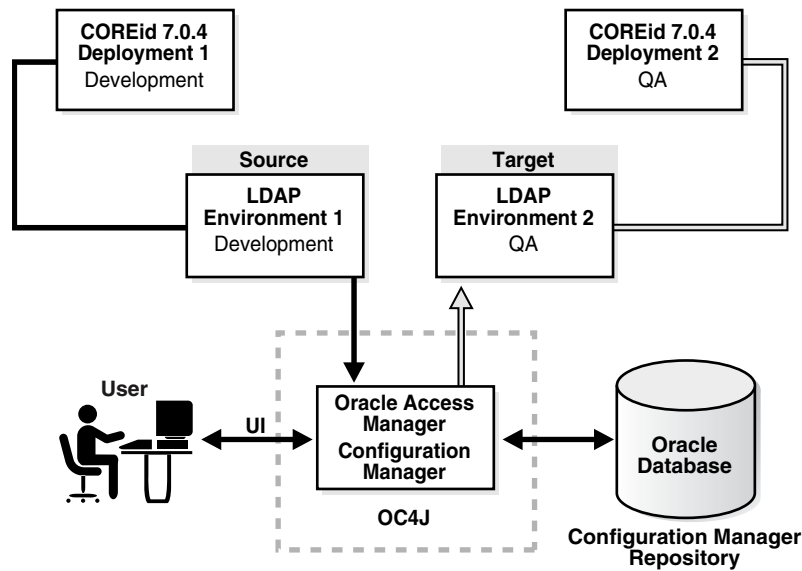 COREid 7.0.4
Deployment 1
Development
COREid 7.0.4
Deployment 2
QA
Source
LDAP
Environment 1
Development
Target
LDAP
Environment 2
QA
User
UI
Oracle Access
Manager
Configuration
Manager
OC4J
Oracle
Database
Configuration Manager
Repository